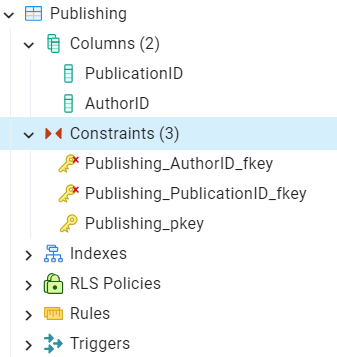 Publishing
Columns (2)
PublicationID
AuthorID
Constraints (3)
Publishing_AuthorID_fkey
Publishing_PublicationID_fkey
Publishing_pkey
Indexes
RLS Policies
Rules
Triggers